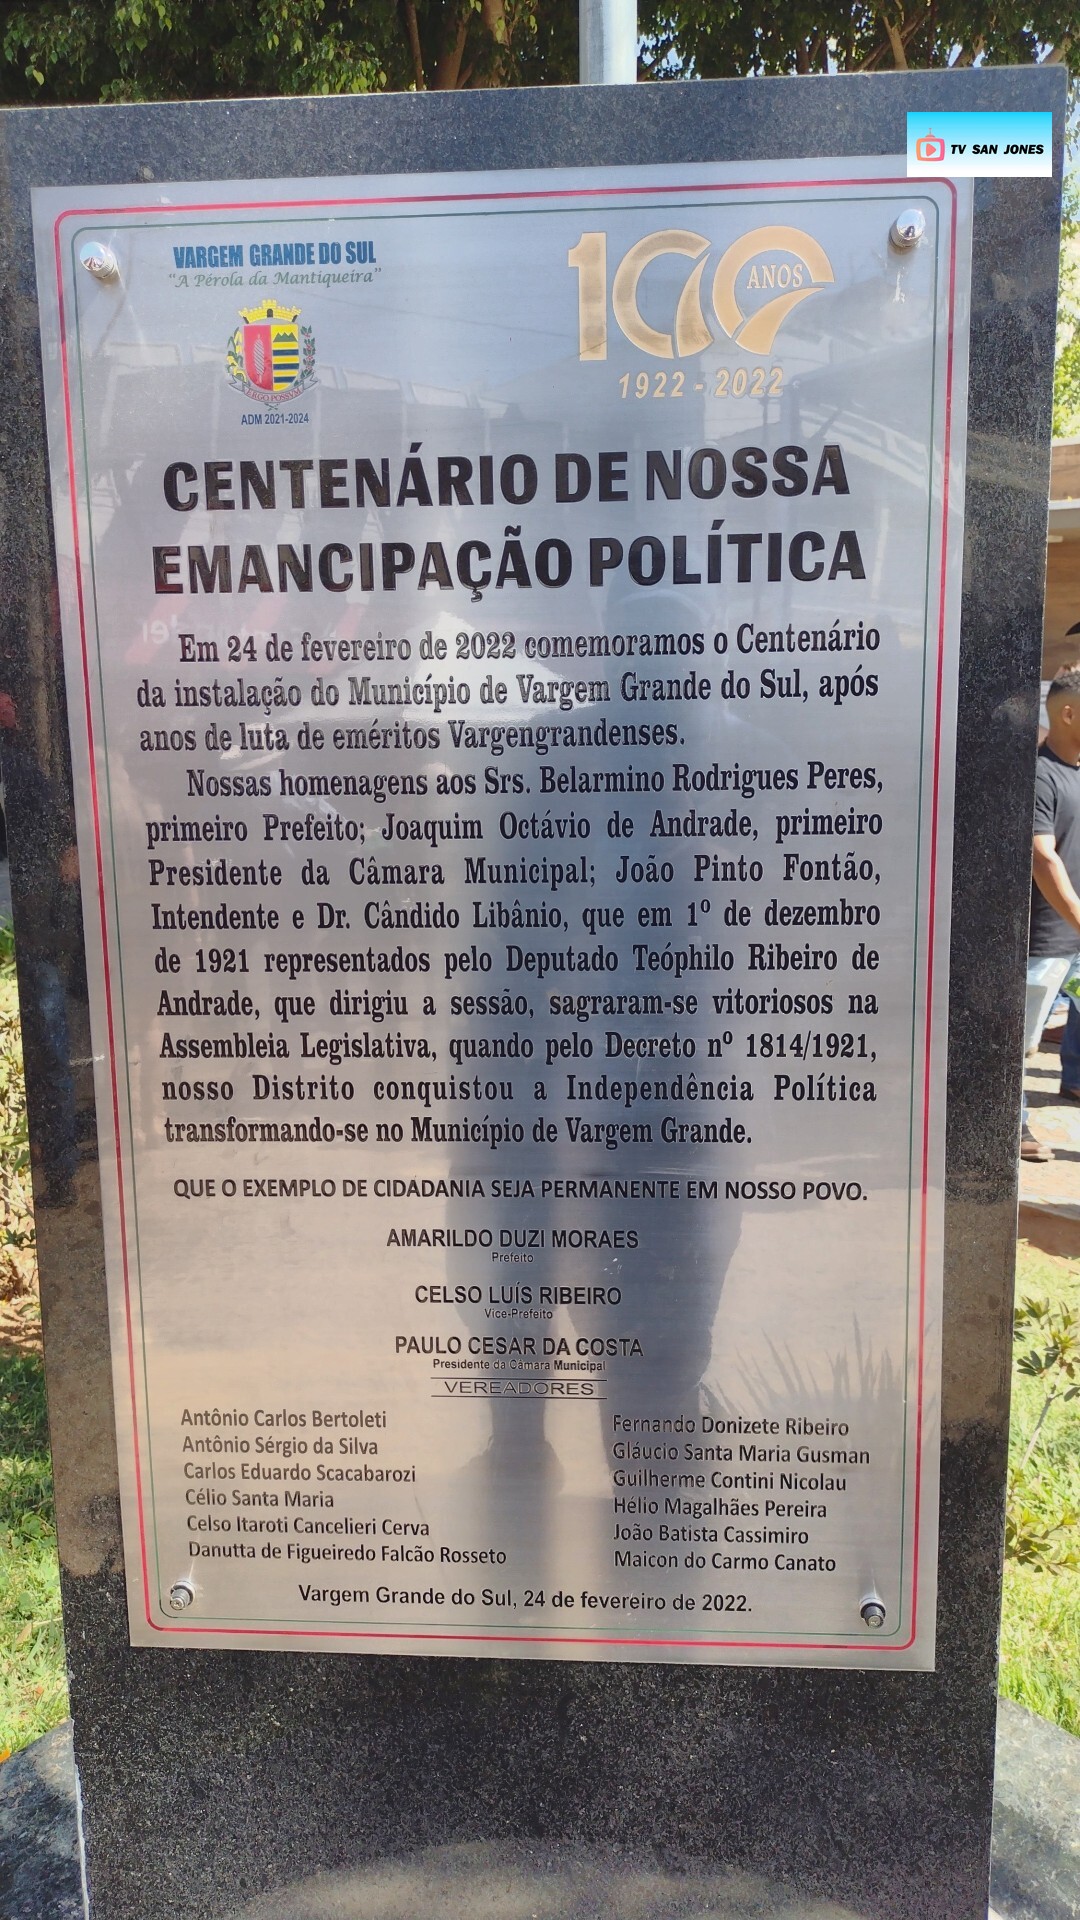 TV SAN JONES
VARGEM GRANDE DO SUL
"A Pérola da Mantiqueira"
100 ANOS
1922 - 2022
ERGO POSSUM
ADM 2021-2024
CENTENÁRIO DE NOSSA
EMANCIPAÇÃO POLÍTICA
Em 24 de fevereiro de 2022 comemoramos o Centenário
da instalação do Município de Vargem Grande do Sul, após
anos de luta de eméritos Vargengrandenses.
Nossas homenagens aos Srs. Belarmino Rodrigues Peres,
primeiro Prefeito; Joaquim Octávio de Andrade, primeiro
Presidente da Câmara Municipal; João Pinto Fontão,
Intendente e Dr. Cândido Libânio, que em 1º de dezembro
de 1921 representados pelo Deputado Teóphilo Ribeiro de
Andrade, que dirigiu a sessão, sagraram-se vitoriosos na
Assembleia Legislativa, quando pelo Decreto nº 1814/1921,
nosso Distrito conquistou a Independência Política
transformando-se no Município de Vargem Grande.
QUE O EXEMPLO DE CIDADANIA SEJA PERMANENTE EM NOSSO POVO.
AMARILDO DUZI MORAES
Prefeito
CELSO LUÍS RIBEIRO
Vice-Prefeito
PAULO CESAR DA COSTA
Presidente da Câmara Municipal
VEREADORES
Antônio Carlos Bertoleti
Antônio Sérgio da Silva
Carlos Eduardo Scacabarozi
Célio Santa Maria
Celso Itaroti Cancelieri Cerva
Danutta de Figueiredo Falcão Rosseto
Fernando Donizete Ribeiro
Gláucio Santa Maria Gusman
Guilherme Contini Nicolau
Hélio Magalhães Pereira
João Batista Cassimiro
Maicon do Carmo Canato
Vargem Grande do Sul, 24 de fevereiro de 2022.